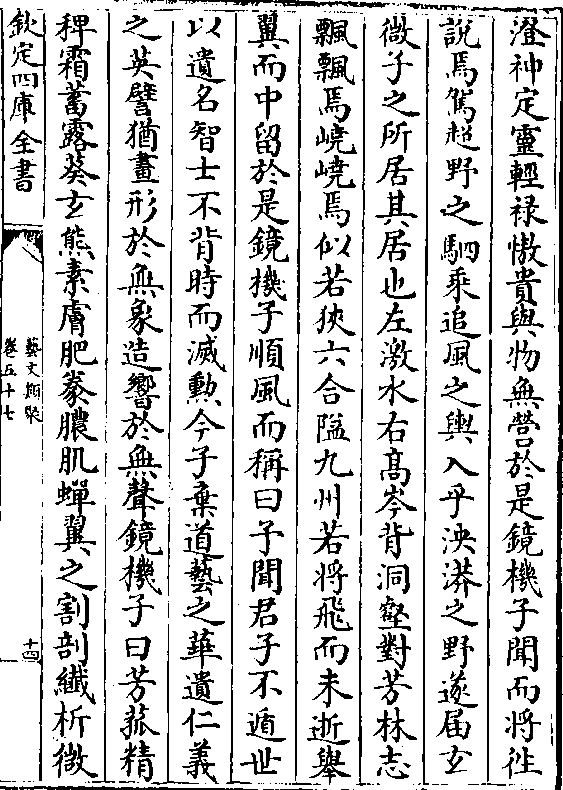 澄神定靈輕禄傲貴與物無營於是鏡機子聞而將徃
說焉駕超野之駟乘追風之輿入乎泱漭之野遂屆玄
微子之所居其居也左激水右髙岑背洞壑對芳林志
飄飄焉嶢嶢焉似若狹六合隘九州若將飛而未逝舉
翼而中留於是鏡機子順風而稱曰予聞君子不遁世
以遺名智士不背時而滅勲今子棄道藝之華遺仁義
之英譬猶畫形於無象造響於無聲鏡機子曰芳菰精
稗霜蓄露葵玄熊素膚肥豢膿肌蟬翼之割剖纎析微
欽定四庫全書
藝文類聚
卷五十七
十四